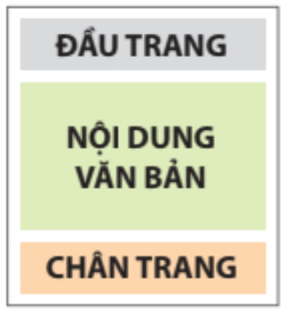 ĐẦU TRANG
NỘI DUNG
VĂN BẢN
CHÂN TRANG